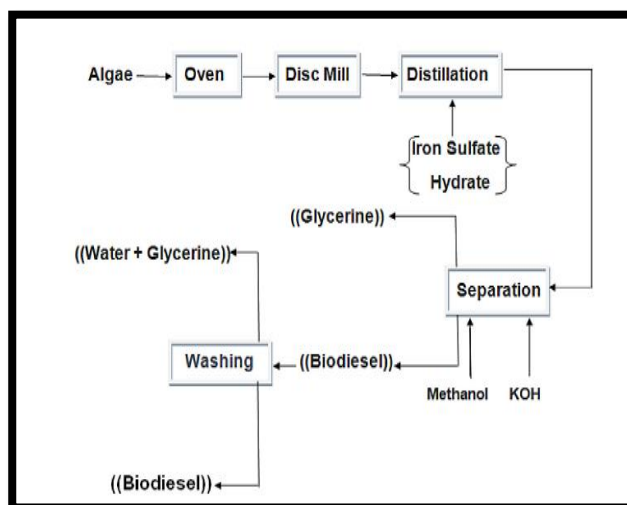 Algae
Oven
Disc Mill
Distillation
Iron Sulfate
Hydrate
((Glycerine))
((Water + Glycerine))
Separation
Washing
((Biodiesel))
Methanol
KOH
((Biodiesel))